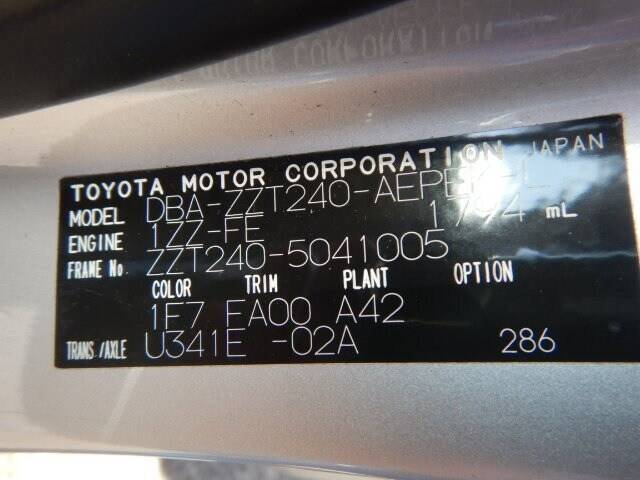 TOYOTA MOTOR CORPORATION JAPAN
MODEL DBA-ZZT240-AEPEK-L
ENGINE 1ZZ-FE 1794 mL
FRAME No. ZZT240-5041005
COLOR TRIM PLANT OPTION
1F7 FA00 A42
TRANS./AXLE U341E -02A 286